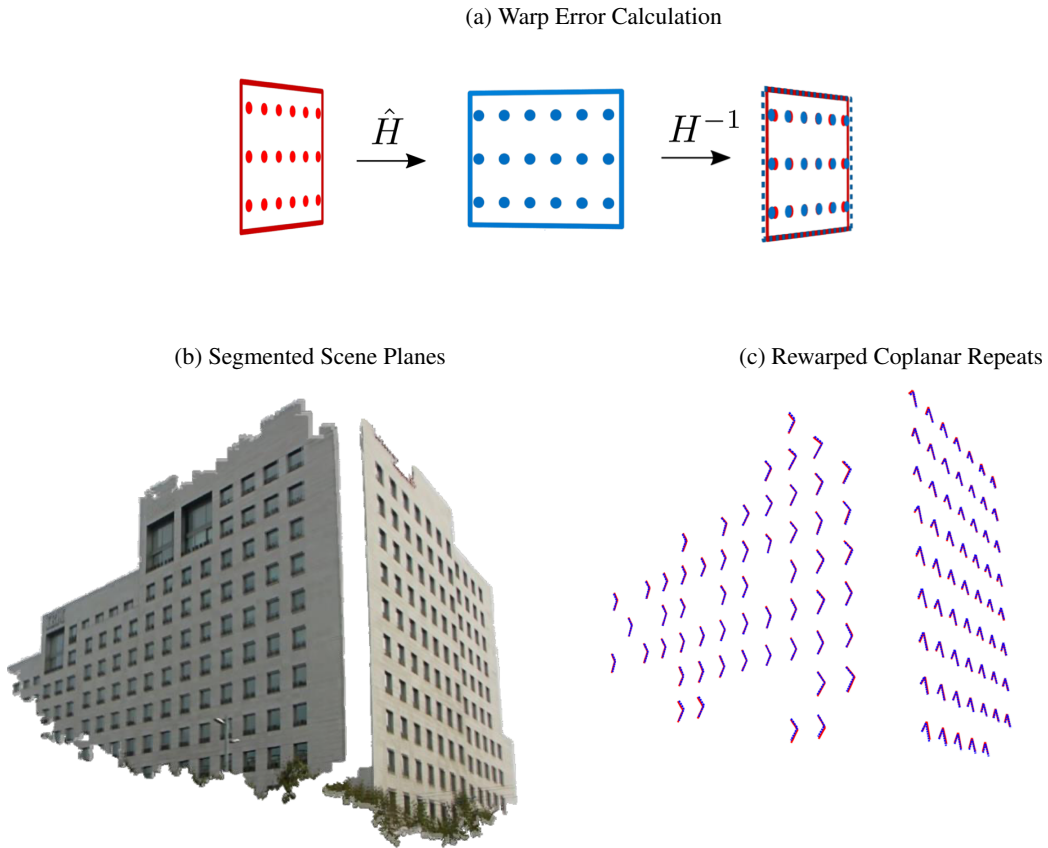 (a) Warp Error Calculation
Ĥ
H⁻¹
(b) Segmented Scene Planes
(c) Rewarped Coplanar Repeats